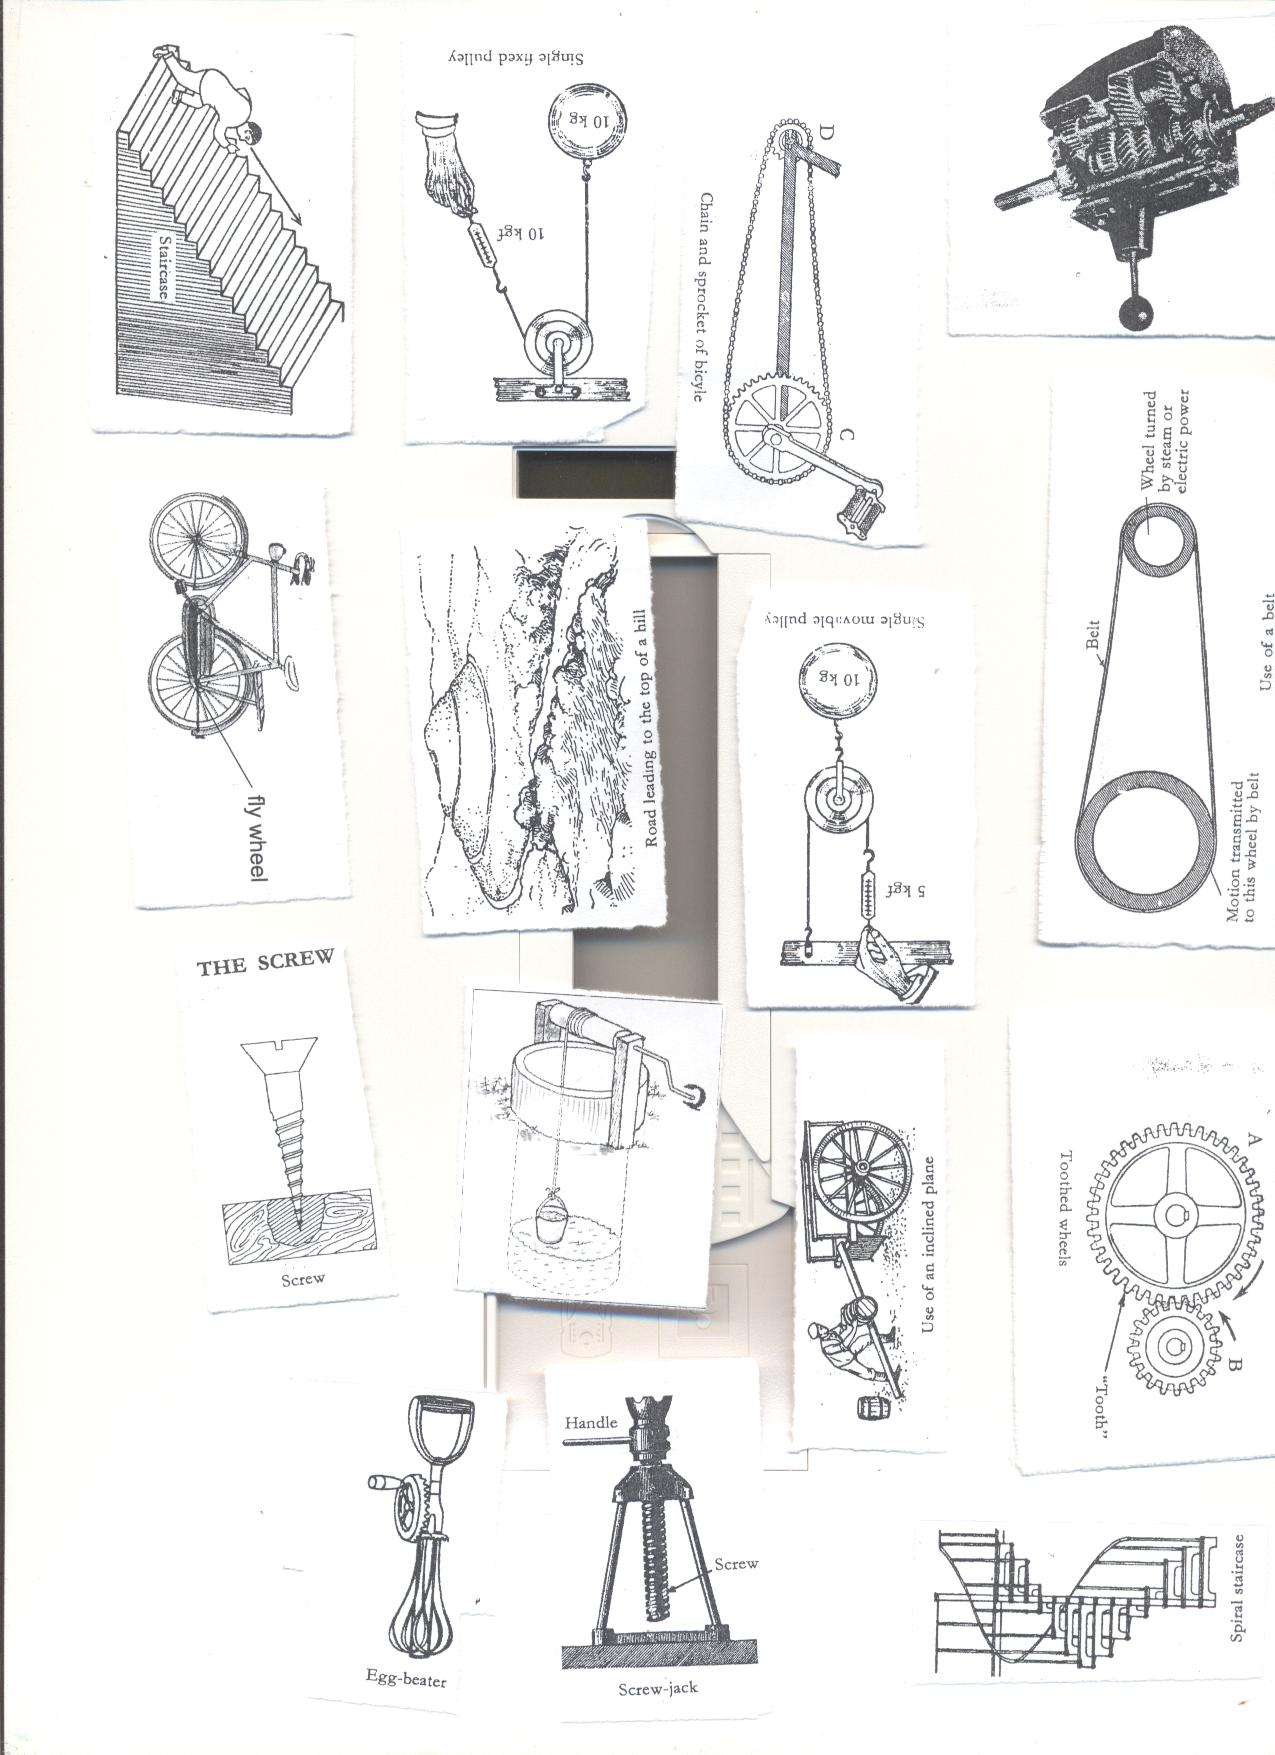 Staircase
Single fixed pulley
10 kg
10 kgf
D
Chain and sprocket of bicyle
C
Wheel turned
by steam or
electric power
Belt
Use of a belt
Motion transmitted
to this wheel by belt
fly wheel
Road leading to the top of a hill
Single movable pulley
10 kg
5 kgf
THE SCREW
Screw
Use of an inclined plane
A
Toothed wheels
B
"Tooth"
Egg-beater
Handle
Screw
Screw-jack
Spiral staircase